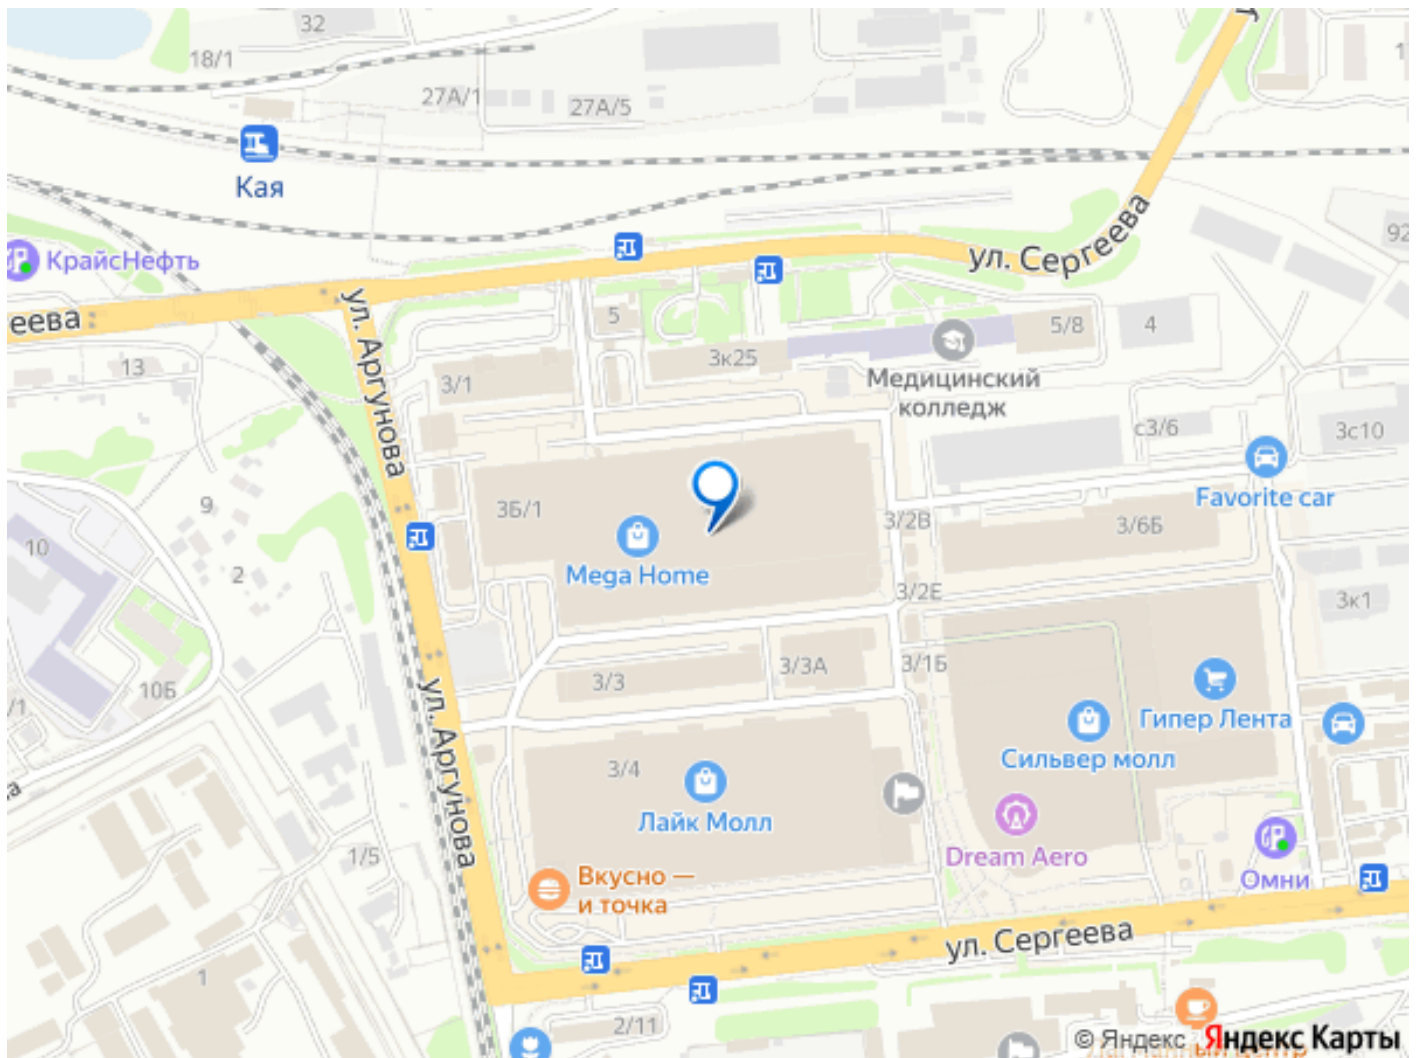 32
18/1
27А/1
27А/5
Кая
92
ул. Сергеева
КрайсНефть
еева
ул. Аргунова
5
5/8
4
13
3к25
3/1
Медицинский
колледж
с3/6
3с10
Favorite car
9
3Б/1
3/2В
3/6Б
10
Mega Home
2
3/2Е
3к1
3/1Б
3/3А
3/3
10Б
/1
ул. Аргунова
Гипер Лента
Сильвер молл
3/4
Лайк Молл
Dream Aero
1/5
Вкусно —
и точка
Омни
ул. Сергеева
1
2/11
© Яндекс Яндекс Карты